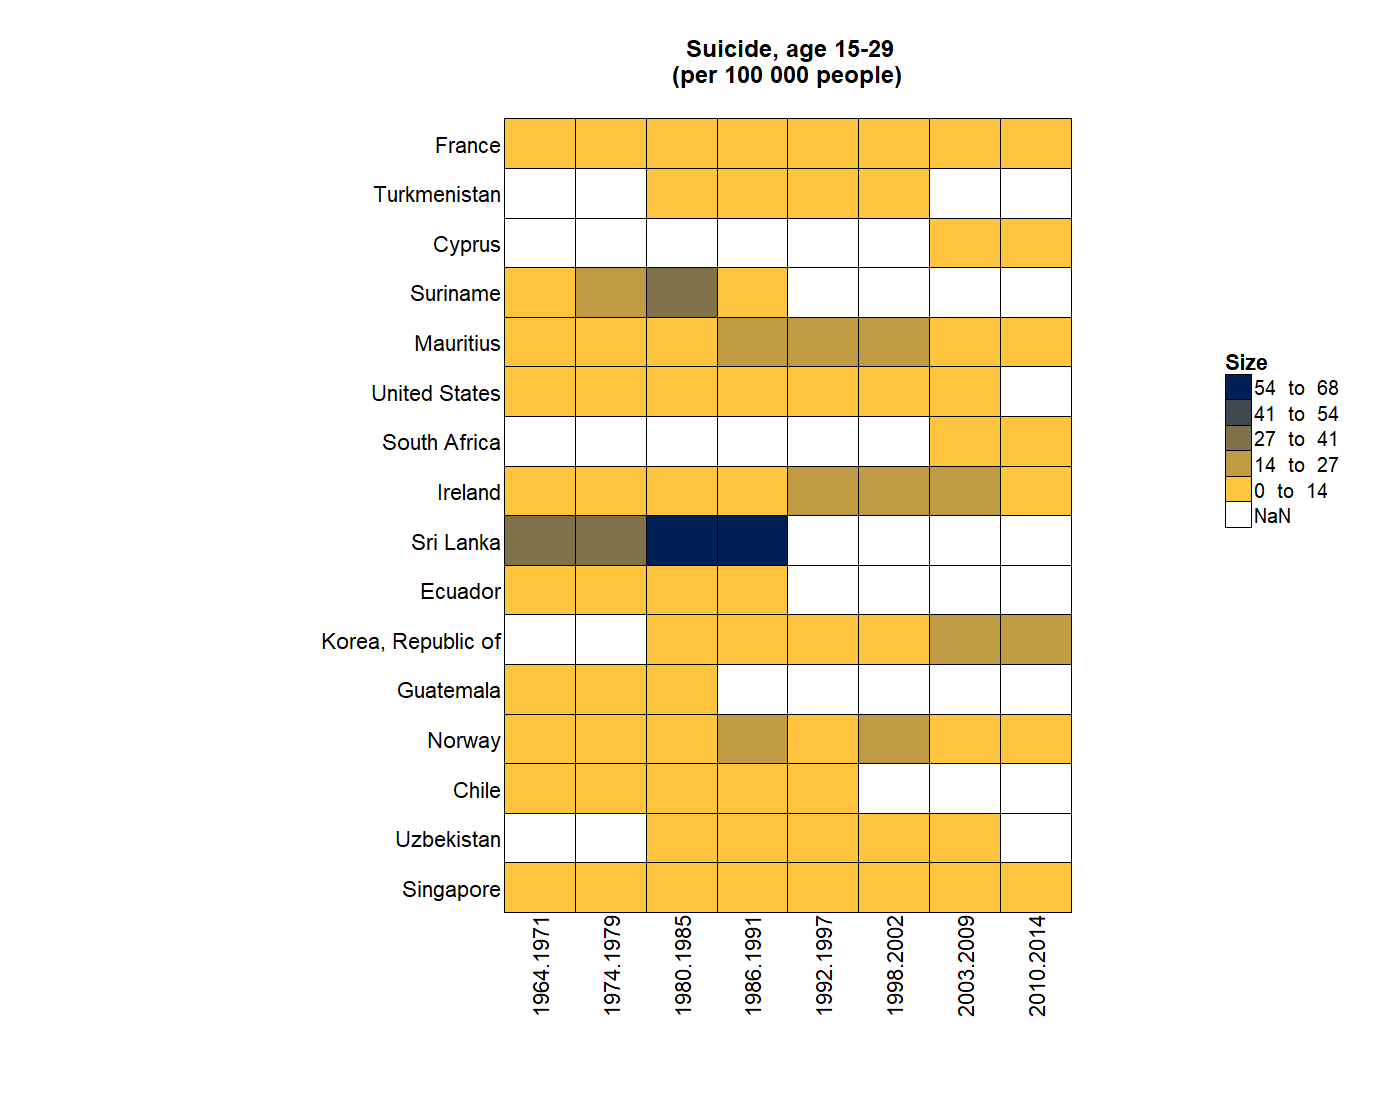 Suicide, age 15-29
(per 100 000 people)
France
Turkmenistan
Cyprus
Suriname
Mauritius
United States
South Africa
Ireland
Sri Lanka
Ecuador
Korea, Republic of
Guatemala
Norway
Chile
Uzbekistan
Singapore
1964.1971
1974.1979
1980.1985
1986.1991
1992.1997
1998.2002
2003.2009
2010.2014
Size
54 to 68
41 to 54
27 to 41
14 to 27
0 to 14
NaN